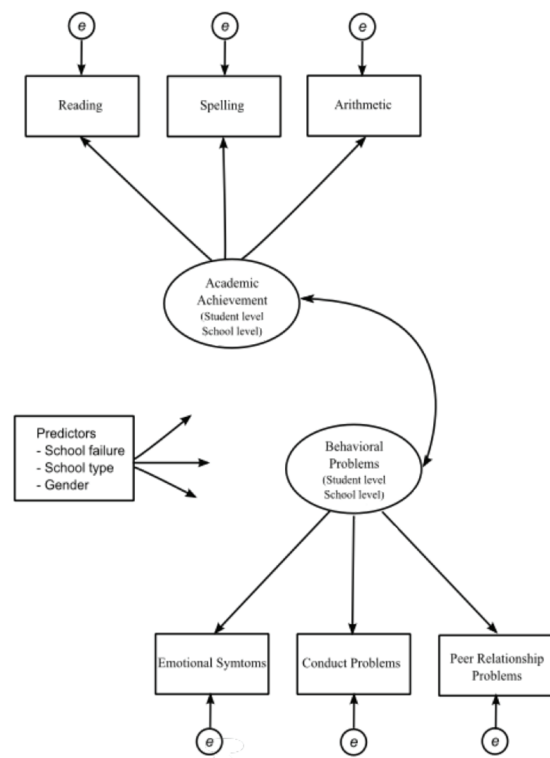 e
e
e
Reading
Spelling
Arithmetic
Academic
Achievement
(Student level
School level)
Predictors
- School failure
- School type
- Gender
Behavioral
Problems
(Student level
School level)
Emotional Symtoms
Conduct Problems
Peer Relationship
Problems
e
e
e